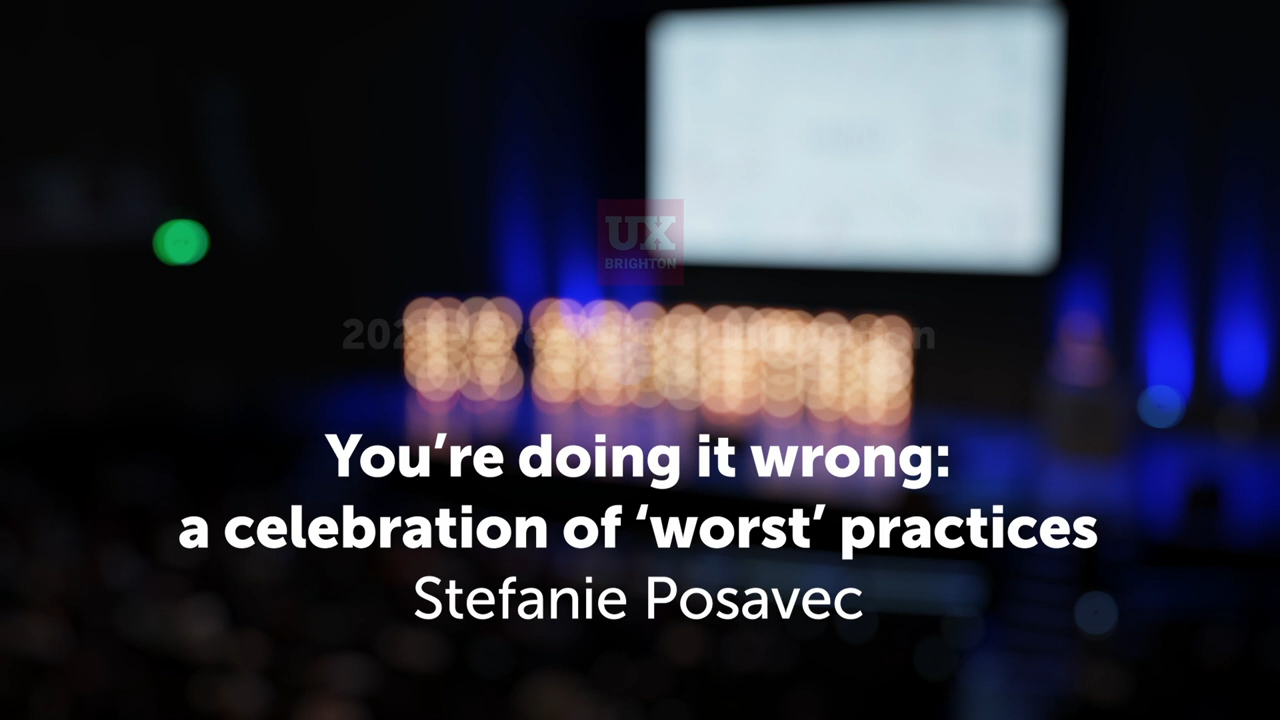 UX
BRIGHTON
You’re doing it wrong:
a celebration of ‘worst’ practices
Stefanie Posavec